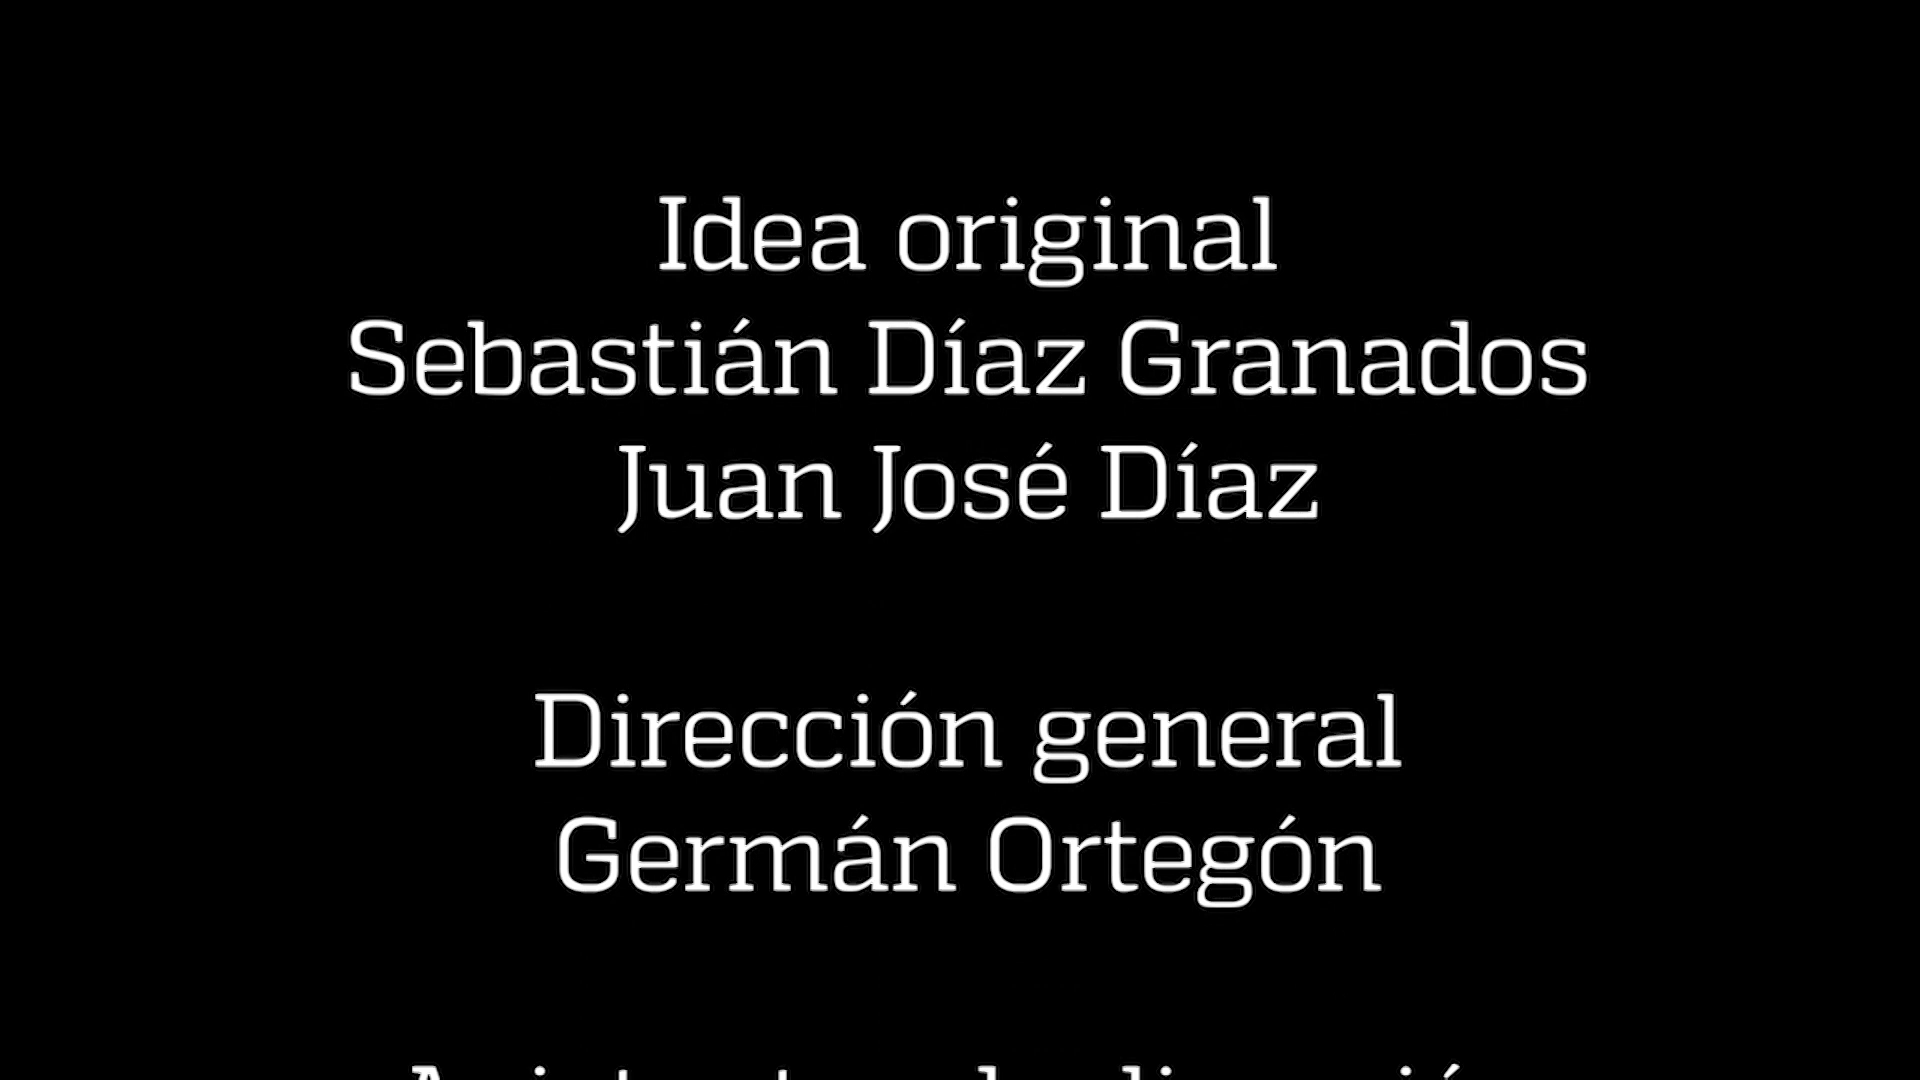 Idea original
Sebastián Díaz Granados
Juan José Díaz
Dirección general
Germán Ortegón